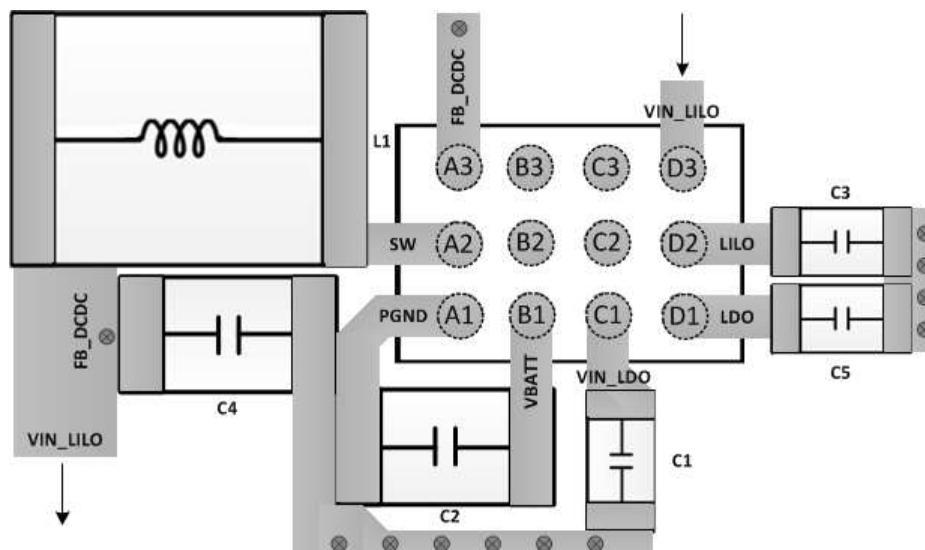 FB_DCDC
VIN_LILO
L1
A3
B3
C3
D3
C3
SW
A2
B2
C2
D2
LILO
FB_DCDC
PGND
A1
B1
C1
D1
LDO
VBATT
VIN_LDO
C5
C4
VIN_LILO
C1
C2